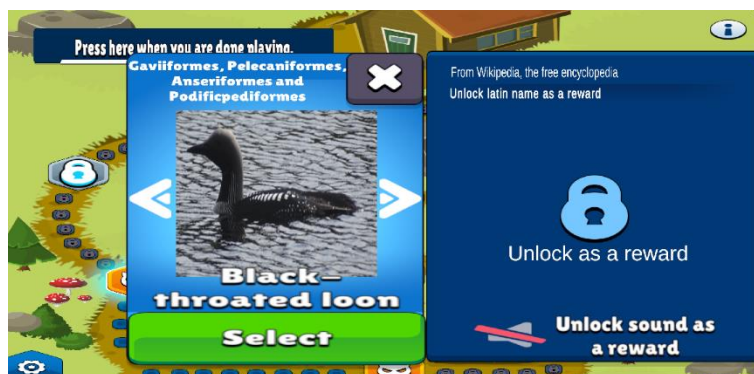 Press here when you are done playing.
Gaviiformes, Pelecaniformes,
Anseriformes and
Podificpediformes
Black-
throated loon
Select
From Wikipedia, the free encyclopedia
Unlock latin name as a reward
Unlock as a reward
Unlock sound as
a reward